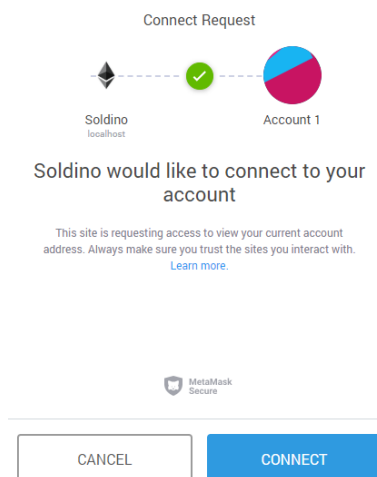 Connect Request
Soldino
localhost
Account 1
Soldino would like to connect to your
account
This site is requesting access to view your current account
address. Always make sure you trust the sites you interact with.
Learn more.
MetaMask
Secure
CANCEL
CONNECT